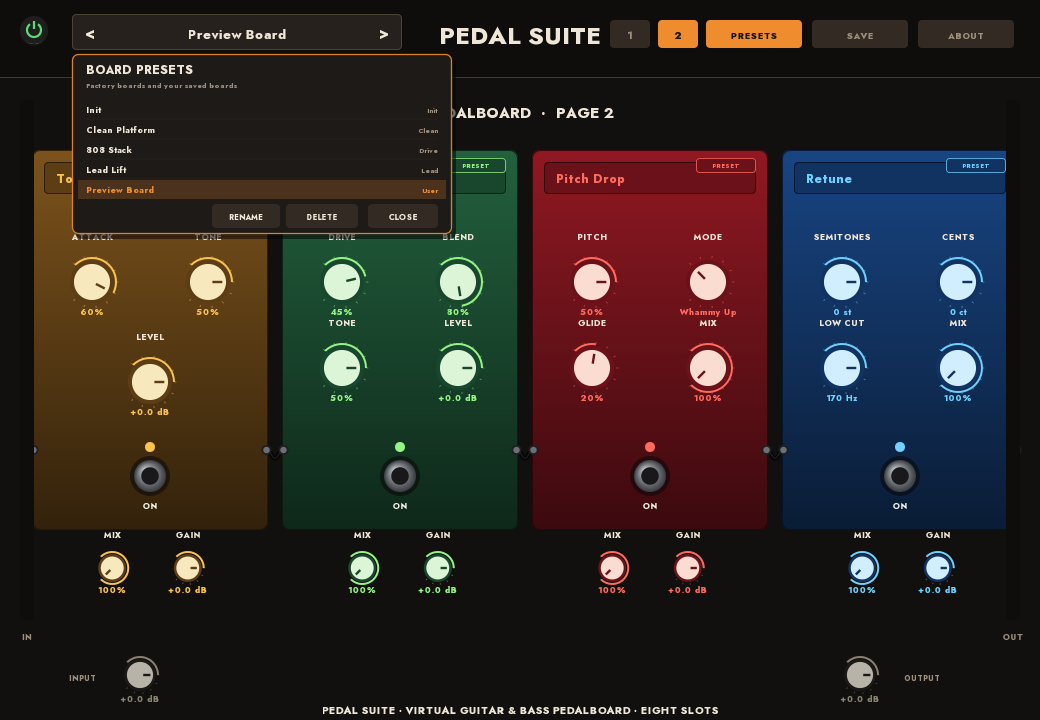 < Preview Board >
PEDAL SUITE
1
2
PRESETS
SAVE
ABOUT
BOARD PRESETS
Factory boards and your saved boards
Init Init
Clean Platform Clean
808 Stack Drive
Lead Lift Lead
Preview Board User
RENAME DELETE CLOSE
DALBOARD · PAGE 2
To
PRESET
Pitch Drop PRESET
Retune PRESET
ATTACK TONE DRIVE BLEND PITCH MODE SEMITONES CENTS
60% 50% 45% 80% 50% Whammy Up 0 st 0 ct
LEVEL TONE LEVEL GLIDE MIX LOW CUT MIX
+0.0 dB 50% +0.0 dB 20% 100% 170 Hz 100%
ON ON ON ON
MIX GAIN MIX GAIN MIX GAIN MIX GAIN
100% +0.0 dB 100% +0.0 dB 100% +0.0 dB 100% +0.0 dB
IN OUT
INPUT OUTPUT
+0.0 dB +0.0 dB
PEDAL SUITE · VIRTUAL GUITAR & BASS PEDALBOARD · EIGHT SLOTS